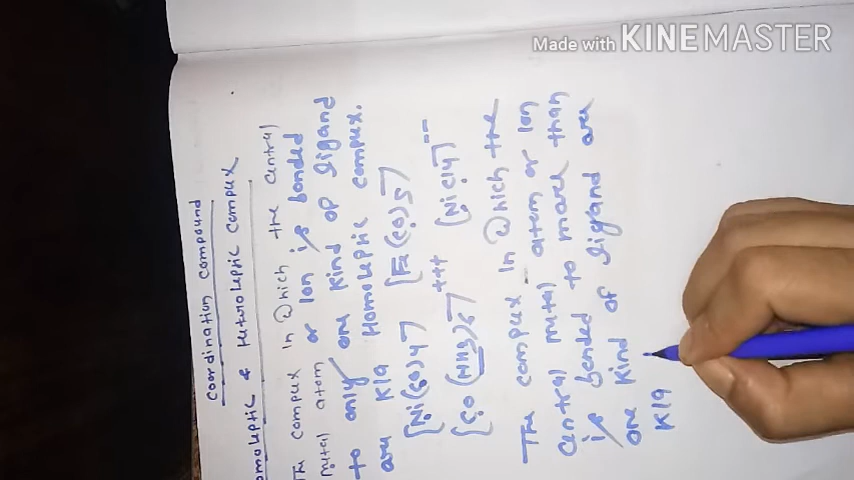 Made with KINEMASTER
coordination compound
omoleptic & Heteroleptic complex
The complex In which the central
metal atom or Ion is bonded
to only one kind of ligand
are K/a Homoleptic complex.
[Ni(CO)4] [Fe(CO)5]
[Co(NH3)6]+++ [NiCl4]--
The complex In which the
central metal atom or Ion
is bonded to more than
one kind of ligand are
K/a